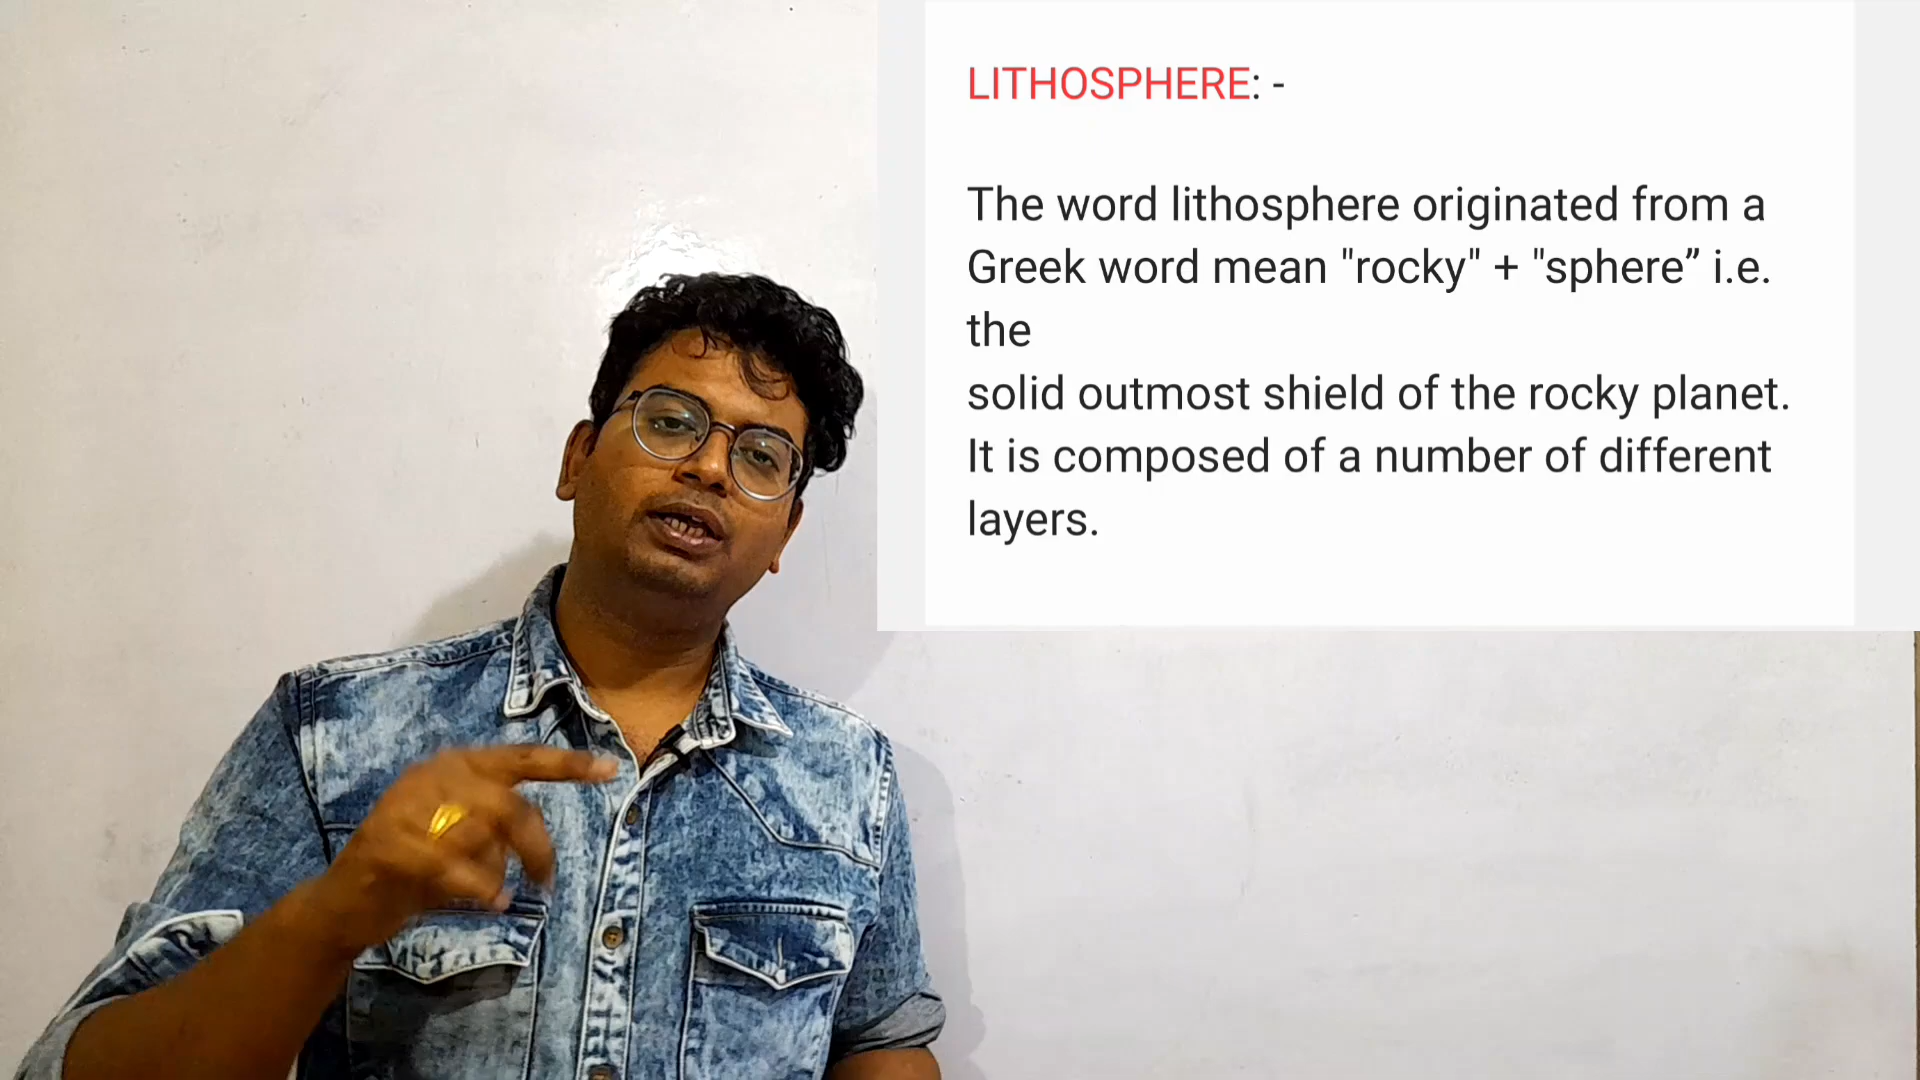 LITHOSPHERE: -
The word lithosphere originated from a
Greek word mean "rocky" + "sphere” i.e.
the
solid outmost shield of the rocky planet.
It is composed of a number of different
layers.